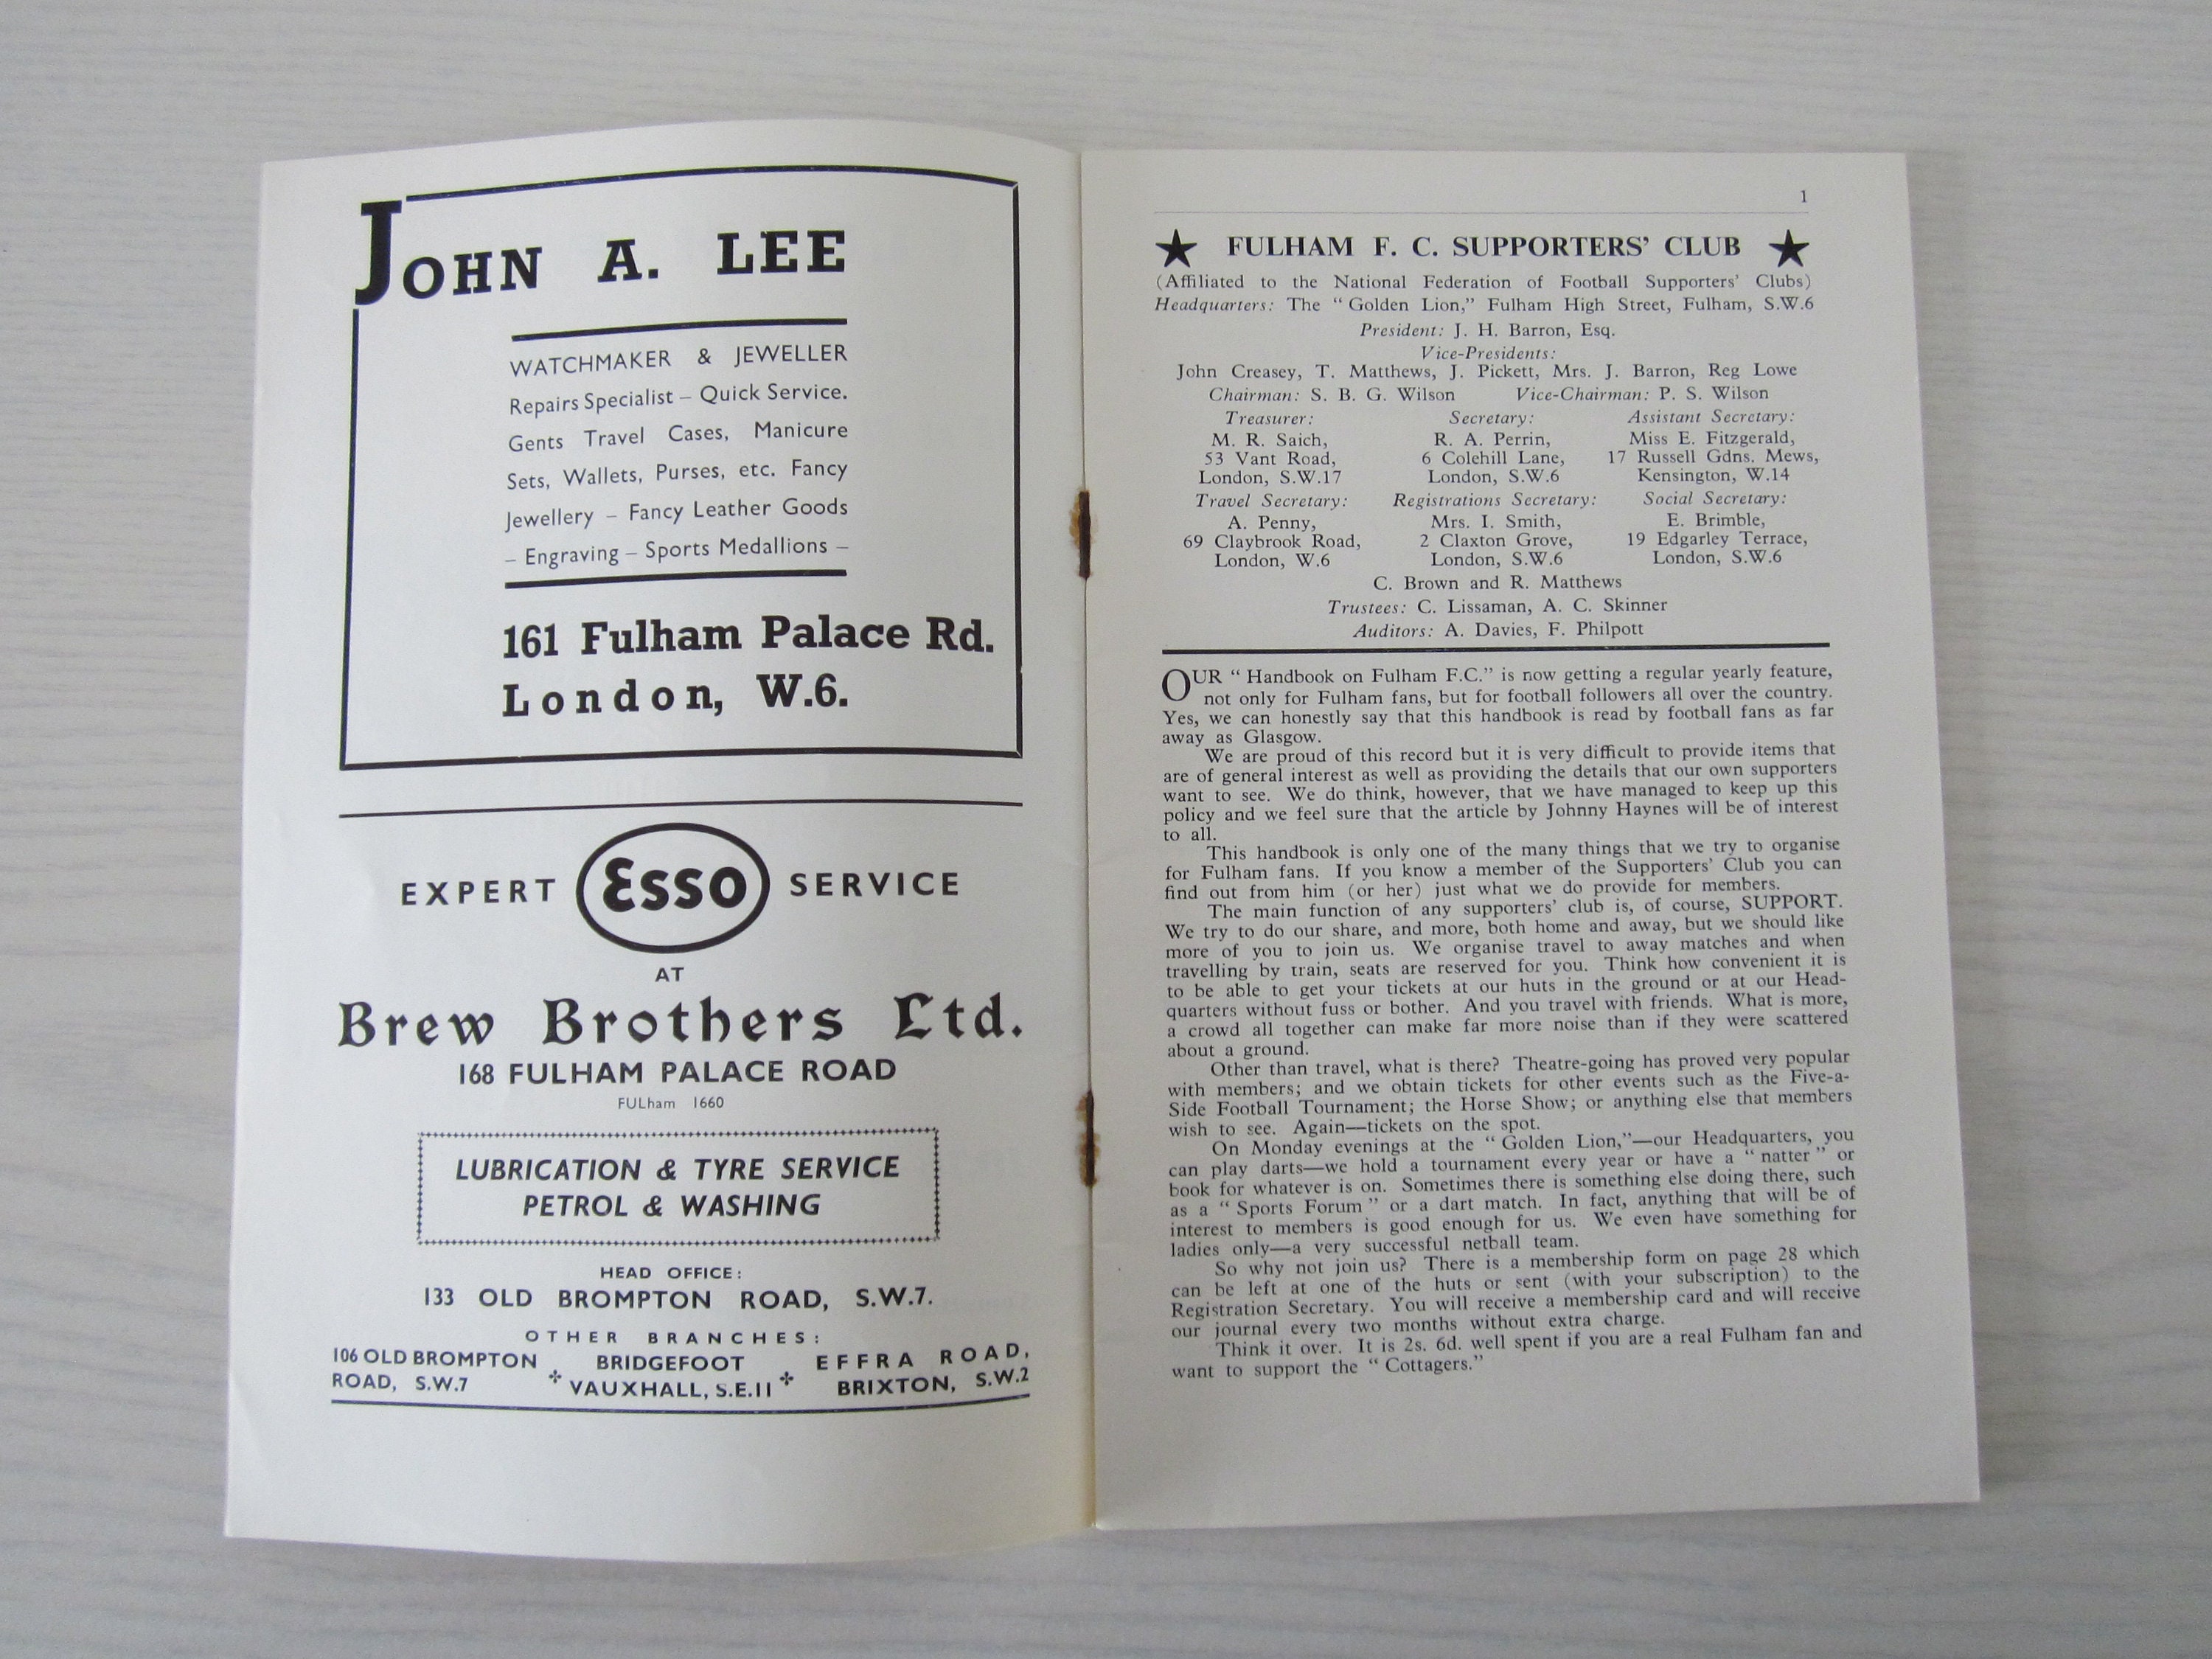 JOHN A. LEE
WATCHMAKER & JEWELLER
Repairs Specialist – Quick Service.
Gents Travel Cases, Manicure
Sets, Wallets, Purses, etc. Fancy
Jewellery – Fancy Leather Goods
– Engraving – Sports Medallions –
161 Fulham Palace Rd.
London, W.6.
EXPERT Esso SERVICE
AT
Brew Brothers Ltd.
168 FULHAM PALACE ROAD
FULham 1660
LUBRICATION & TYRE SERVICE
PETROL & WASHING
HEAD OFFICE:
133 OLD BROMPTON ROAD, S.W.7.
OTHER BRANCHES:
106 OLD BROMPTON BRIDGEFOOT EFFRA ROAD,
ROAD, S.W.7 VAUXHALL, S.E.11 BRIXTON, S.W.2
1
★ FULHAM F. C. SUPPORTERS' CLUB ★
(Affiliated to the National Federation of Football Supporters' Clubs)
Headquarters: The "Golden Lion," Fulham High Street, Fulham, S.W.6
President: J. H. Barron, Esq.
Vice-Presidents:
John Creasey, T. Matthews, J. Pickett, Mrs. J. Barron, Reg Lowe
Chairman: S. B. G. Wilson Vice-Chairman: P. S. Wilson
Treasurer: Secretary: Assistant Secretary:
M. R. Saich, R. A. Perrin, Miss E. Fitzgerald,
53 Vant Road, 6 Colehill Lane, 17 Russell Gdns. Mews,
London, S.W.17 London, S.W.6 Kensington, W.14
Travel Secretary: Registrations Secretary: Social Secretary:
A. Penny, Mrs. I. Smith, E. Brimble,
69 Claybrook Road, 2 Claxton Grove, 19 Edgarley Terrace,
London, W.6 London, S.W.6 London, S.W.6
C. Brown and R. Matthews
Trustees: C. Lissaman, A. C. Skinner
Auditors: A. Davies, F. Philpott
OUR "Handbook on Fulham F.C." is now getting a regular yearly feature,
not only for Fulham fans, but for football followers all over the country.
Yes, we can honestly say that this handbook is read by football fans as far
away as Glasgow.
We are proud of this record but it is very difficult to provide items that
are of general interest as well as providing the details that our own supporters
want to see. We do think, however, that we have managed to keep up this
policy and we feel sure that the article by Johnny Haynes will be of interest
to all.
This handbook is only one of the many things that we try to organise
for Fulham fans. If you know a member of the Supporters' Club you can
find out from him (or her) just what we do provide for members.
The main function of any supporters' club is, of course, SUPPORT.
We try to do our share, and more, both home and away, but we should like
more of you to join us. We organise travel to away matches and when
travelling by train, seats are reserved for you. Think how convenient it is
to be able to get your tickets at our huts in the ground or at our Head-
quarters without fuss or bother. And you travel with friends. What is more,
a crowd all together can make far more noise than if they were scattered
about a ground.
Other than travel, what is there? Theatre-going has proved very popular
with members; and we obtain tickets for other events such as the Five-a-
Side Football Tournament; the Horse Show; or anything else that members
wish to see. Again—tickets on the spot.
On Monday evenings at the "Golden Lion,"—our Headquarters, you
can play darts—we hold a tournament every year or have a "natter" or
book for whatever is on. Sometimes there is something else doing there, such
as a "Sports Forum" or a dart match. In fact, anything that will be of
interest to members is good enough for us. We even have something for
ladies only—a very successful netball team.
So why not join us? There is a membership form on page 28 which
can be left at one of the huts or sent (with your subscription) to the
Registration Secretary. You will receive a membership card and will receive
our journal every two months without extra charge.
Think it over. It is 2s. 6d. well spent if you are a real Fulham fan and
want to support the "Cottagers."